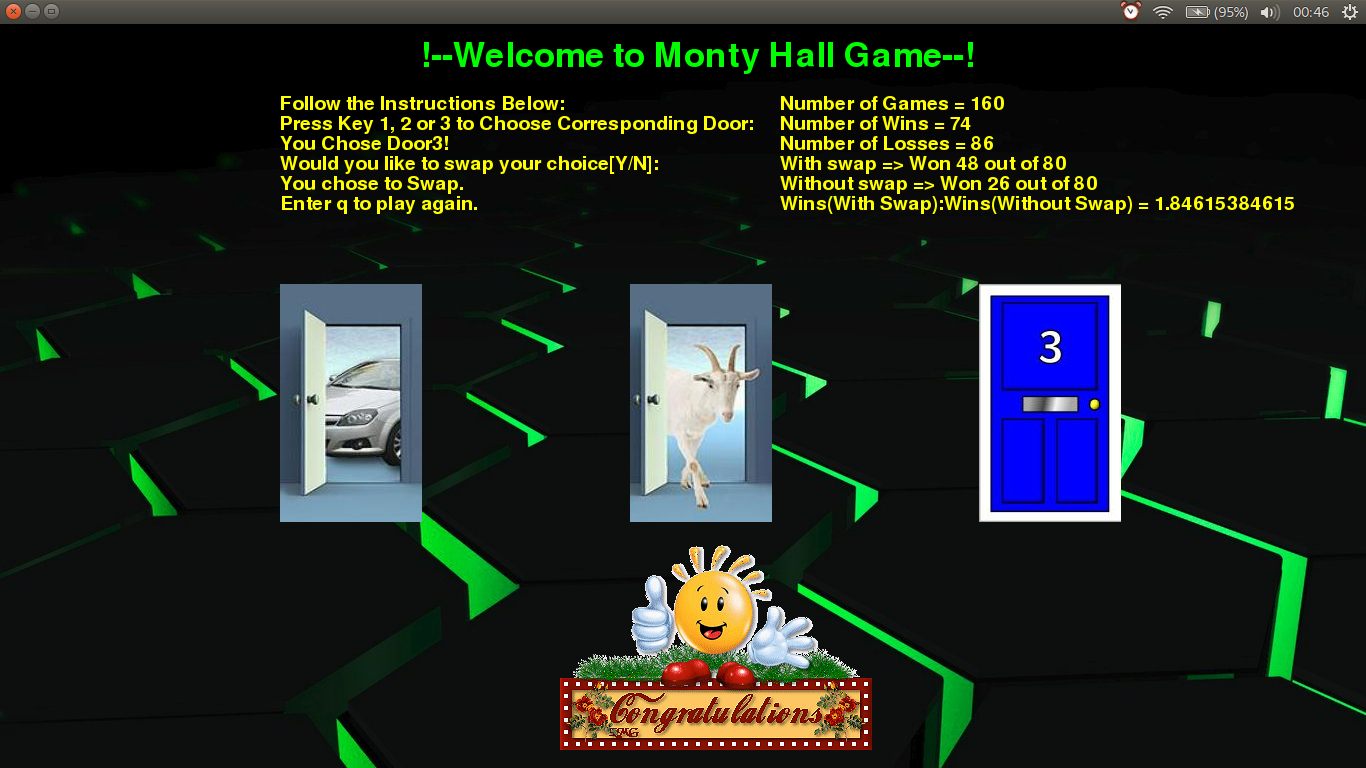 (95%) 00:46
!--Welcome to Monty Hall Game--!
Follow the Instructions Below:
Press Key 1, 2 or 3 to Choose Corresponding Door:
You Chose Door3!
Would you like to swap your choice[Y/N]:
You chose to Swap.
Enter q to play again.
Number of Games = 160
Number of Wins = 74
Number of Losses = 86
With swap => Won 48 out of 80
Without swap => Won 26 out of 80
Wins(With Swap):Wins(Without Swap) = 1.84615384615
3
Congratulations